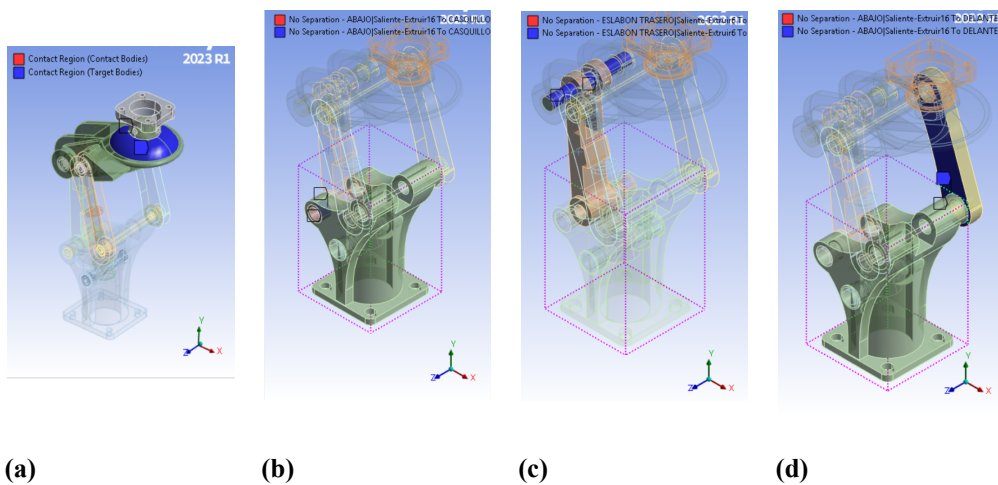 Contact Region (Contact Bodies)
Contact Region (Target Bodies)
2023 R1
Y
Z
X
(a)
No Separation - ABAJO|Saliente-Extruir16 To CASQUILLO
No Separation - ABAJO|Saliente-Extruir16 To CASQUILLO
Y
Z
X
(b)
No Separation - ESLABON TRASERO|Saliente-Extruir6 To
No Separation - ESLABON TRASERO|Saliente-Extruir6 To
Y
Z
X
(c)
No Separation - ABAJO|Saliente-Extruir16 To DELANTE
No Separation - ABAJO|Saliente-Extruir16 To DELANTE
Y
Z
X
(d)